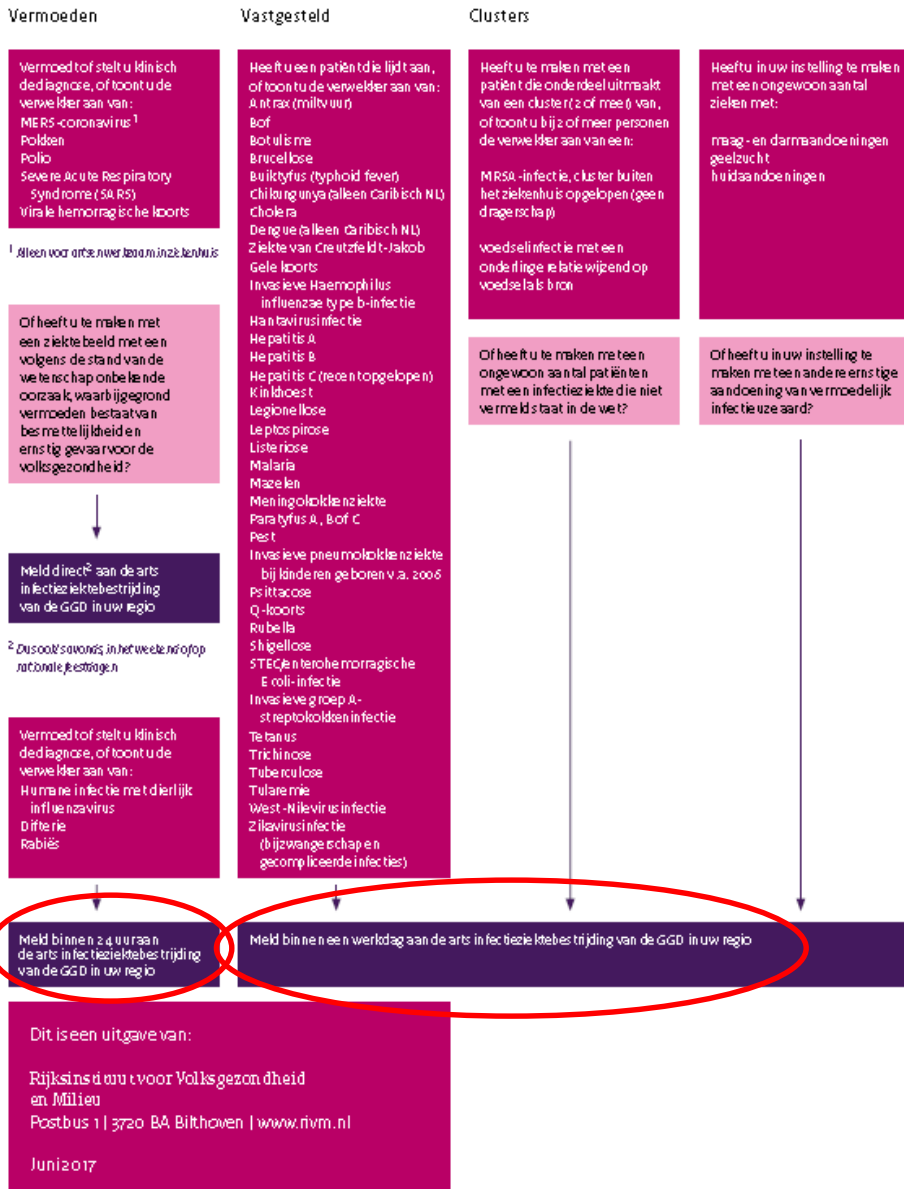 Vermoeden
Vermoedt of stelt u klinisch
de diagnose, of toont u de
verwekker aan van:
MERS-coronavirus1
Pokken
Polio
Severe Acute Respiratory
Syndrome (SARS)
Virale hemorragische koorts
1 Alleen voor artsen werkzaam in ziekenhuis
Of heeft u te maken met
een ziektebeeld met een
volgens de stand van de
wetenschap onbekende
oorzaak, waarbij gegrond
vermoeden bestaat van
besmettelijkheid en
ernstig gevaar voor de
volksgezondheid?
Meld direct2 aan de arts
infectieziektebestrijding
van de GGD in uw regio
2 Dus ook 's avonds, in het weekend of op
nationale feestdagen
Vermoedt of stelt u klinisch
de diagnose, of toont u de
verwekker aan van:
Humane infectie met dierlijk
influenzavirus
Difterie
Rabiës
Meld binnen 24 uur aan
de arts infectieziektebestrijding
van de GGD in uw regio
Vastgesteld
Heeft u een patiënt die lijdt aan,
of toont u de verwekker aan van:
Antrax (miltvuur)
Bof
Botulisme
Brucellose
Buiktyfus (typhoid fever)
Chikungunya (alleen Caribisch NL)
Cholera
Dengue (alleen Caribisch NL)
Ziekte van Creutzfeldt-Jakob
Gele koorts
Invasieve Haemophilus
influenzae type b-infectie
Hantavirusinfectie
Hepatitis A
Hepatitis B
Hepatitis C (recent opgelopen)
Kinkhoest
Legionellose
Leptospirose
Listeriose
Malaria
Mazelen
Meningokokkenziekte
Paratyfus A, B of C
Pest
Invasieve pneumokokkenziekte
bij kinderen geboren v.a. 2006
Psittacose
Q-koorts
Rubella
Shigellose
STEC/enterohemorragische
E coli-infectie
Invasieve groep A-
streptokokkeninfectie
Tetanus
Trichinose
Tuberculose
Tularemie
West-Nilevirusinfectie
Zikavirusinfectie
(bij zwangerschap en
gecompliceerde infecties)
Clusters
Heeft u te maken met een
patiënt die onderdeel uitmaakt
van een cluster (2 of meer) van,
of toont u bij 2 of meer personen
de verwekker aan van een:
MRSA-infectie, cluster buiten
het ziekenhuis opgelopen (geen
dragerschap)
voedselinfectie met een
onderlinge relatie wijzend op
voedsel als bron
Of heeft u te maken met een
ongewoon aantal patiënten
met een infectieziekte die niet
vermeld staat in de wet?
Heeft u in uw instelling te maken
met een ongewoon aantal
zieken met:
maag- en darmaandoeningen
geelzucht
huidaandoeningen
Of heeft u in uw instelling te
maken met een andere ernstige
aandoening van vermoedelijk
infectieuze aard?
Meld binnen een werkdag aan de arts infectieziektebestrijding van de GGD in uw regio
Dit is een uitgave van:
Rijksinstituut voor Volksgezondheid
en Milieu
Postbus 1 | 3720 BA Bilthoven | www.rivm.nl
Juni 2017